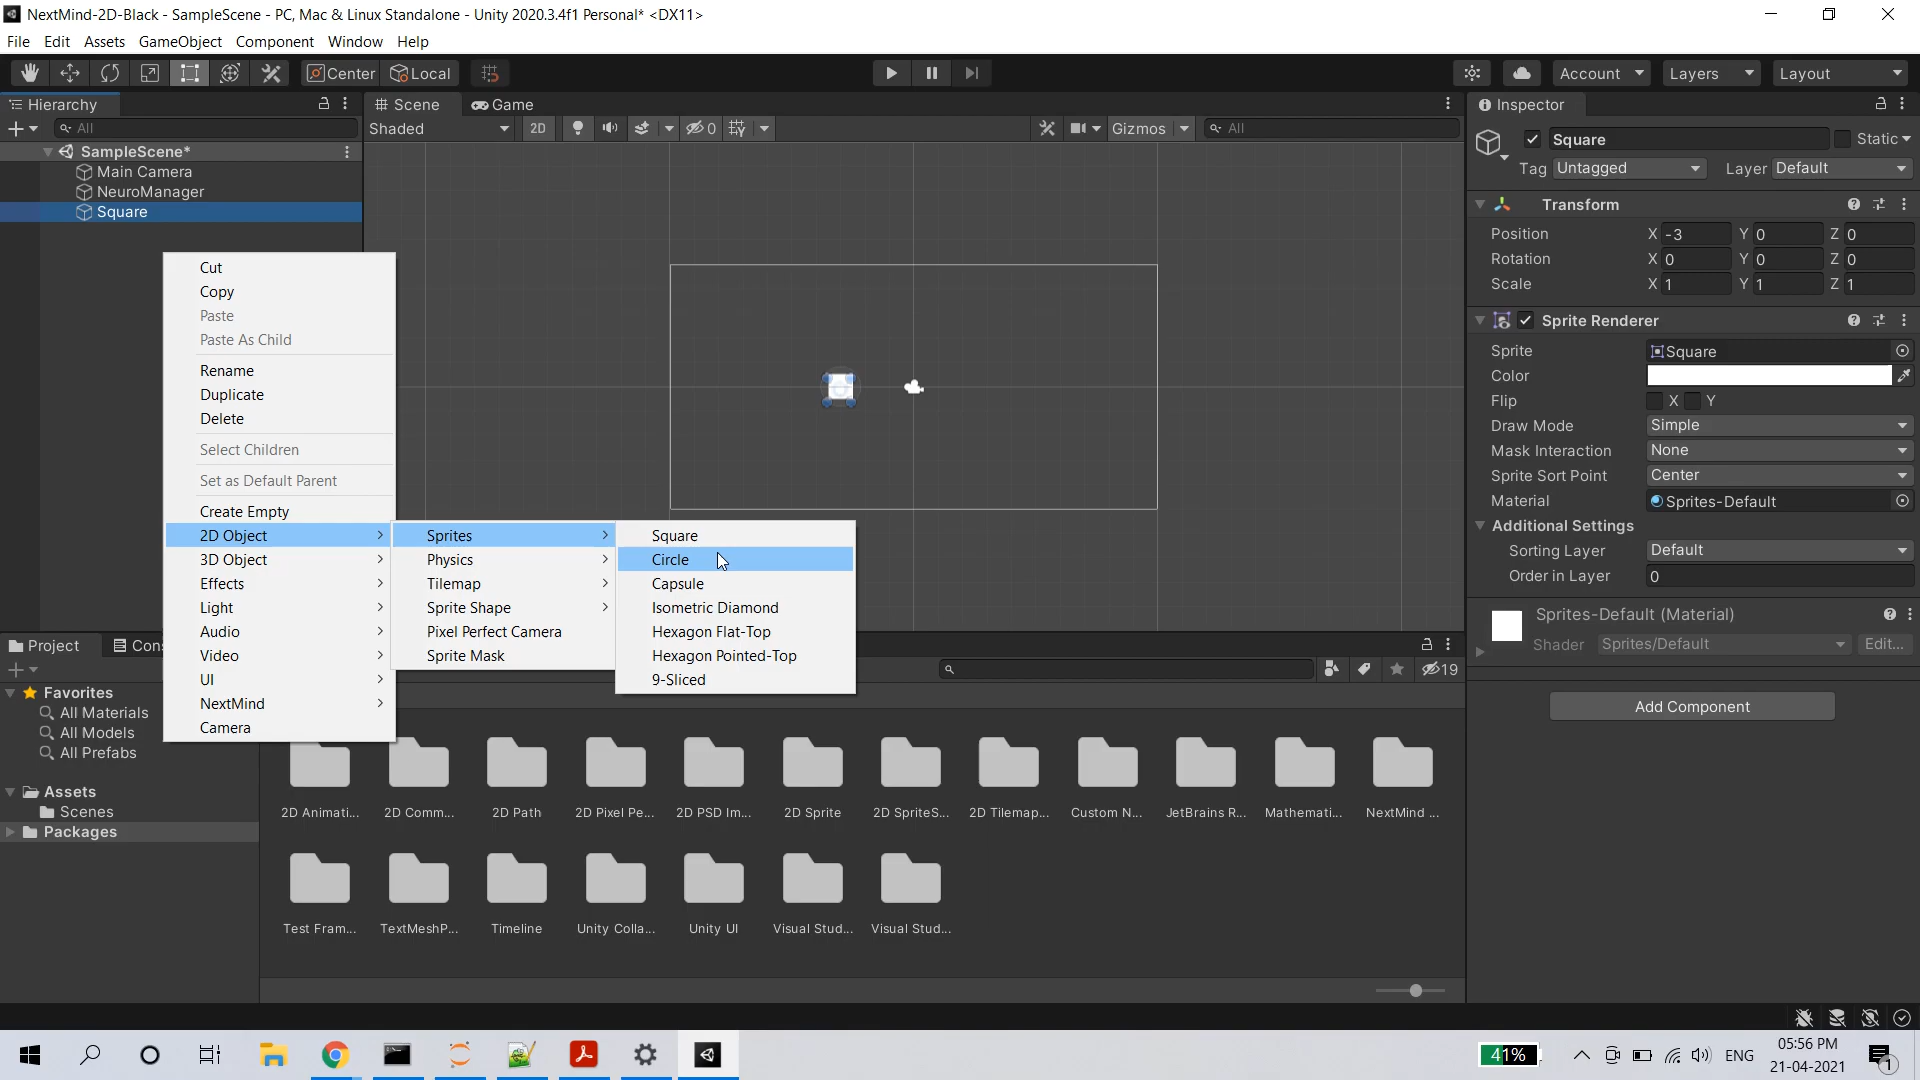 NextMind-2D-Black - SampleScene - PC, Mac & Linux Standalone - Unity 2020.3.4f1 Personal* <DX11>
File Edit Assets GameObject Component Window Help
Center Local Account Layers Layout
Hierarchy
All
SampleScene*
Main Camera
NeuroManager
Square
Scene Game
Shaded 2D 0 Gizmos All
Cut
Copy
Paste
Paste As Child
Rename
Duplicate
Delete
Select Children
Set as Default Parent
Create Empty
2D Object
3D Object
Effects
Light
Audio
Video
UI
NextMind
Camera
Sprites
Physics
Tilemap
Sprite Shape
Pixel Perfect Camera
Sprite Mask
Square
Circle
Capsule
Isometric Diamond
Hexagon Flat-Top
Hexagon Pointed-Top
9-Sliced
Inspector
Square Static
Tag Untagged Layer Default
Transform
Position X -3 Y 0 Z 0
Rotation X 0 Y 0 Z 0
Scale X 1 Y 1 Z 1
Sprite Renderer
Sprite Square
Color
Flip X Y
Draw Mode Simple
Mask Interaction None
Sprite Sort Point Center
Material Sprites-Default
Additional Settings
Sorting Layer Default
Order in Layer 0
Sprites-Default (Material)
Shader Sprites/Default Edit...
Add Component
Project Con
19
Favorites
All Materials
All Models
All Prefabs
Assets
Scenes
Packages
2D Animati... 2D Comm... 2D Path 2D Pixel Pe... 2D PSD Im... 2D Sprite 2D SpriteS... 2D Tilemap... Custom N... JetBrains R... Mathemati... NextMind ...
Test Fram... TextMeshP... Timeline Unity Colla... Unity UI Visual Stud... Visual Stud...
41% ENG 05:56 PM
21-04-2021
1